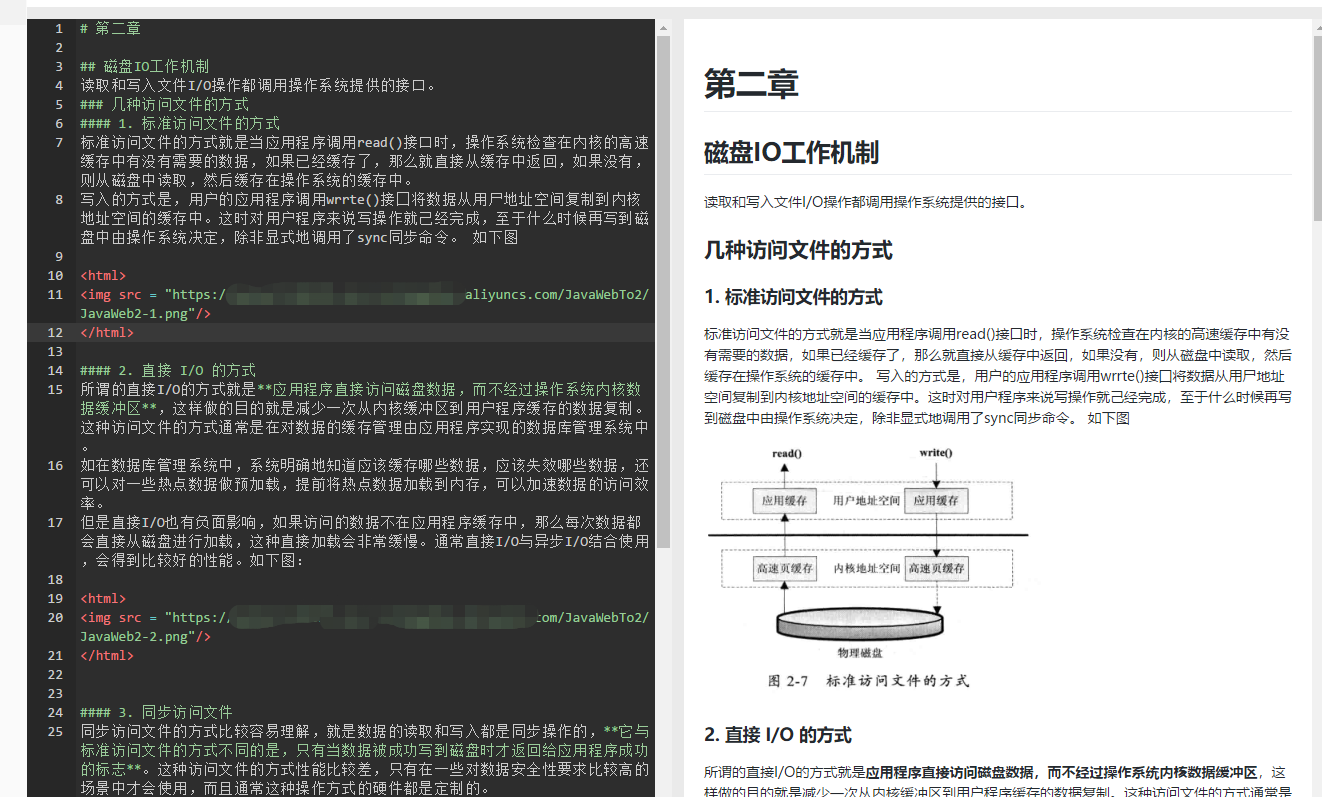 1 # 第二章
2
3 ## 磁盘IO工作机制
4 读取和写入文件I/O操作都调用操作系统提供的接口。
5 ### 几种访问文件的方式
6 #### 1. 标准访问文件的方式
7 标准访问文件的方式就是当应用程序调用read()接口时，操作系统检查在内核的高速
缓存中有没有需要的数据，如果已经缓存了，那么就直接从缓存中返回，如果没有，
则从磁盘中读取，然后缓存在操作系统的缓存中。
8 写入的方式是，用户的应用程序调用wrrte()接囗将数据从用尸地址空间复制到内核
地址空间的缓存中。这时对用户程序来说写操作就己经完成，至于什么时候再写到磁
盘中由操作系统决定，除非显式地调用了sync同步命令。 如下图
9
10 <html>
11 <img src = "https:/ aliyuncs.com/JavaWebTo2/
JavaWeb2-1.png"/>
12 </html>
13
14 #### 2. 直接 I/O 的方式
15 所谓的直接I/O的方式就是**应用程序直接访问磁盘数据，而不经过操作系统内核数
据缓冲区**，这样做的目的就是减少一次从内核缓冲区到用户程序缓存的数据复制。
这种访问文件的方式通常是在对数据的缓存管理由应用程序实现的数据库管理系统中
。
16 如在数据库管理系统中，系统明确地知道应该缓存哪些数据，应该失效哪些数据，还
可以对一些热点数据做预加载，提前将热点数据加载到内存，可以加速数据的访问效
率。
17 但是直接I/O也有负面影响，如果访问的数据不在应用程序缓存中，那么每次数据都
会直接从磁盘进行加载，这种直接加载会非常缓慢。通常直接I/O与异步I/O结合使用
，会得到比较好的性能。如下图：
18
19 <html>
20 <img src = "https:/ com/JavaWebTo2/
JavaWeb2-2.png"/>
21 </html>
22
23
24 #### 3. 同步访问文件
25 同步访问文件的方式比较容易理解，就是数据的读取和写入都是同步操作的，**它与
标准访问文件的方式不同的是，只有当数据被成功写到磁盘时才返回给应用程序成功
的标志**。这种访问文件的方式性能比较差，只有在一些对数据安全性要求比较高的
场景中才会使用，而且通常这种操作方式的硬件都是定制的。
第二章
磁盘IO工作机制
读取和写入文件I/O操作都调用操作系统提供的接口。
几种访问文件的方式
1. 标准访问文件的方式
标准访问文件的方式就是当应用程序调用read()接口时，操作系统检查在内核的高速缓存中有没
有需要的数据，如果已经缓存了，那么就直接从缓存中返回，如果没有，则从磁盘中读取，然后
缓存在操作系统的缓存中。 写入的方式是，用户的应用程序调用wrrte()接囗将数据从用尸地址
空间复制到内核地址空间的缓存中。这时对用户程序来说写操作就己经完成，至于什么时候再写
到磁盘中由操作系统决定，除非显式地调用了sync同步命令。 如下图
read() write()
应用缓存 用户地址空间 应用缓存
高速页缓存 内核地址空间 高速页缓存
物理磁盘
图 2-7 标准访问文件的方式
2. 直接 I/O 的方式
所谓的直接I/O的方式就是应用程序直接访问磁盘数据，而不经过操作系统内核数据缓冲区，这
样做的目的就是减少一次从内核缓冲区到用户程序缓存的数据复制。这种访问文件的方式通常是